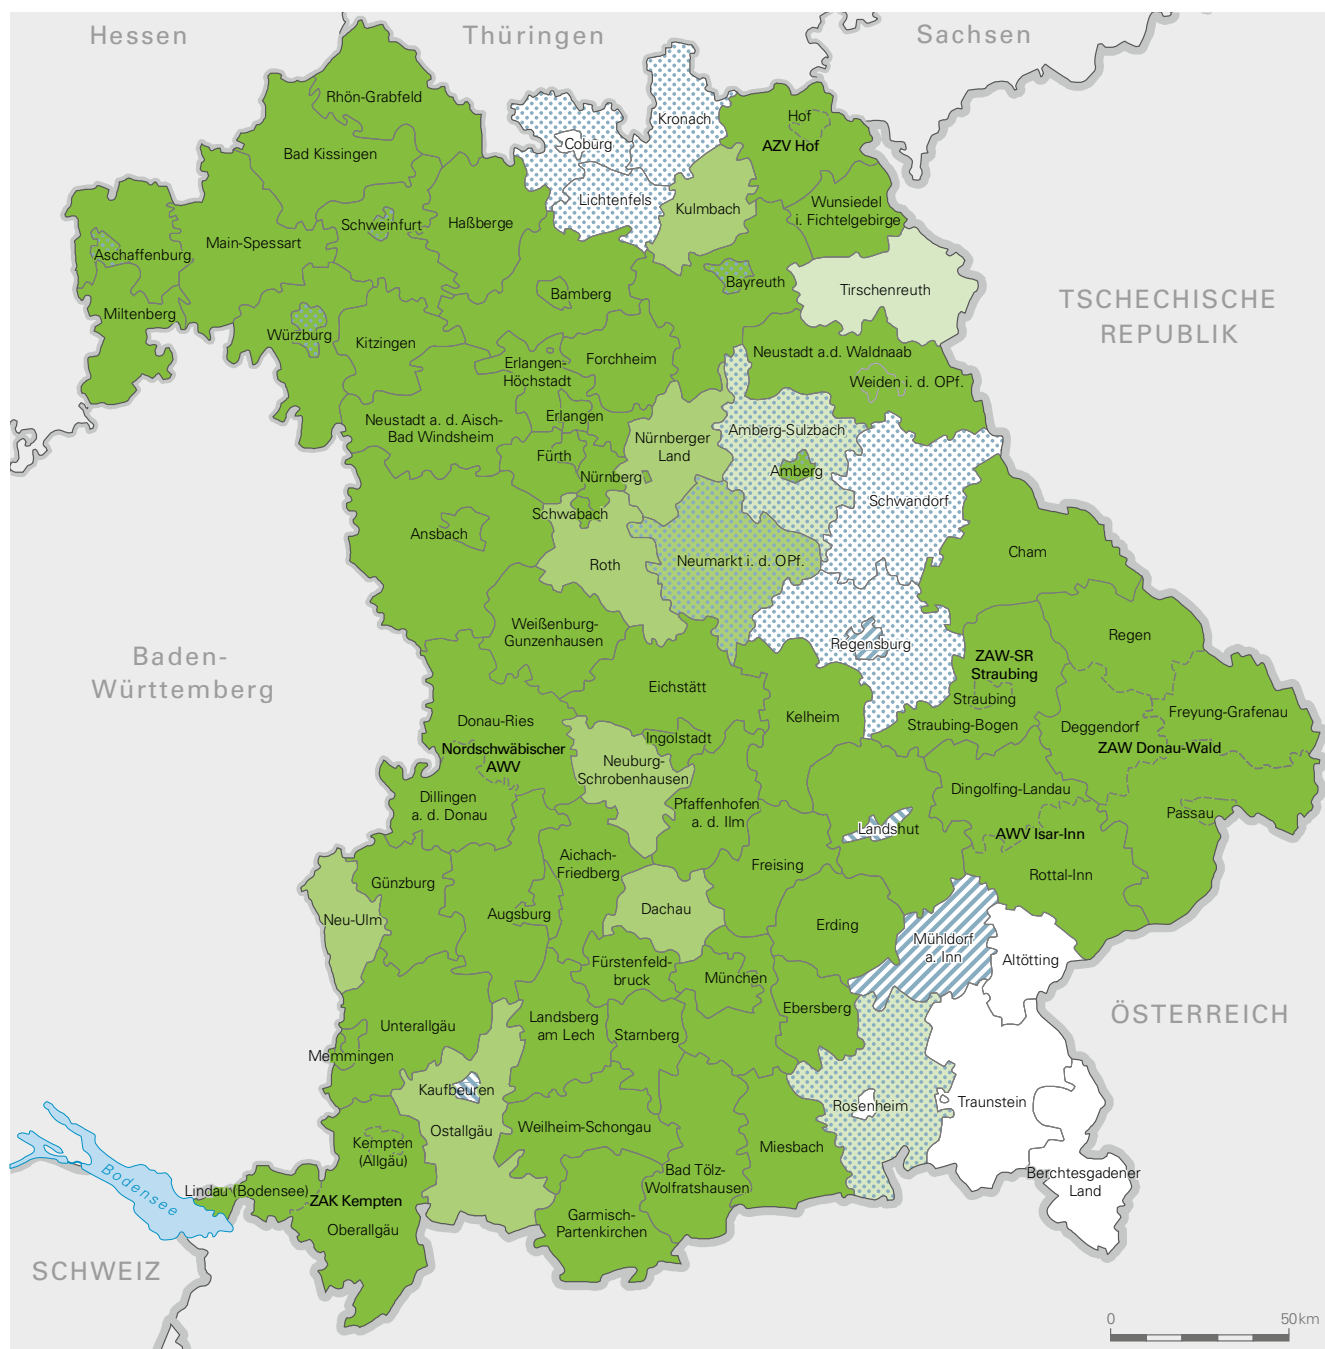 Hessen
Thüringen
Sachsen
Rhön-Grabfeld
Kronach
Hof
AZV Hof
Coburg
Bad Kissingen
Lichtenfels
Kulmbach
Wunsiedel
i. Fichtelgebirge
Schweinfurt
Haßberge
Main-Spessart
Aschaffenburg
Bayreuth
Tirschenreuth
TSCHECHISCHE
REPUBLIK
Bamberg
Miltenberg
Würzburg
Kitzingen
Forchheim
Erlangen-
Höchstadt
Neustadt a.d. Waldnaab
Weiden i. d. OPf.
Neustadt a. d. Aisch-
Bad Windsheim
Erlangen
Nürnberger
Land
Amberg-Sulzbach
Fürth
Nürnberg
Amberg
Schwandorf
Schwabach
Ansbach
Roth
Neumarkt i. d. OPf.
Cham
Weißenburg-
Gunzenhausen
Regensburg
Regen
Baden-
Württemberg
ZAW-SR
Straubing
Straubing
Eichstätt
Kelheim
Straubing-Bogen
Deggendorf
Freyung-Grafenau
ZAW Donau-Wald
Donau-Ries
Nordschwäbischer
AWV
Ingolstadt
Neuburg-
Schrobenhausen
Dillingen
a. d. Donau
Pfaffenhofen
a. d. Ilm
Dingolfing-Landau
Passau
Landshut
AWV Isar-Inn
Aichach-
Friedberg
Freising
Rottal-Inn
Günzburg
Neu-Ulm
Augsburg
Dachau
Erding
Mühldorf
a. Inn
Altötting
Fürstenfeld-
bruck
München
Ebersberg
ÖSTERREICH
Unterallgäu
Landsberg
am Lech
Starnberg
Memmingen
Kaufbeuren
Rosenheim
Traunstein
Ostallgäu
Weilheim-Schongau
Miesbach
Kempten
(Allgäu)
Bad Tölz-
Wolfratshausen
Berchtesgadener
Land
Bodensee
Lindau (Bodensee)
ZAK Kempten
Oberallgäu
Garmisch-
Partenkirchen
SCHWEIZ
0 50 km